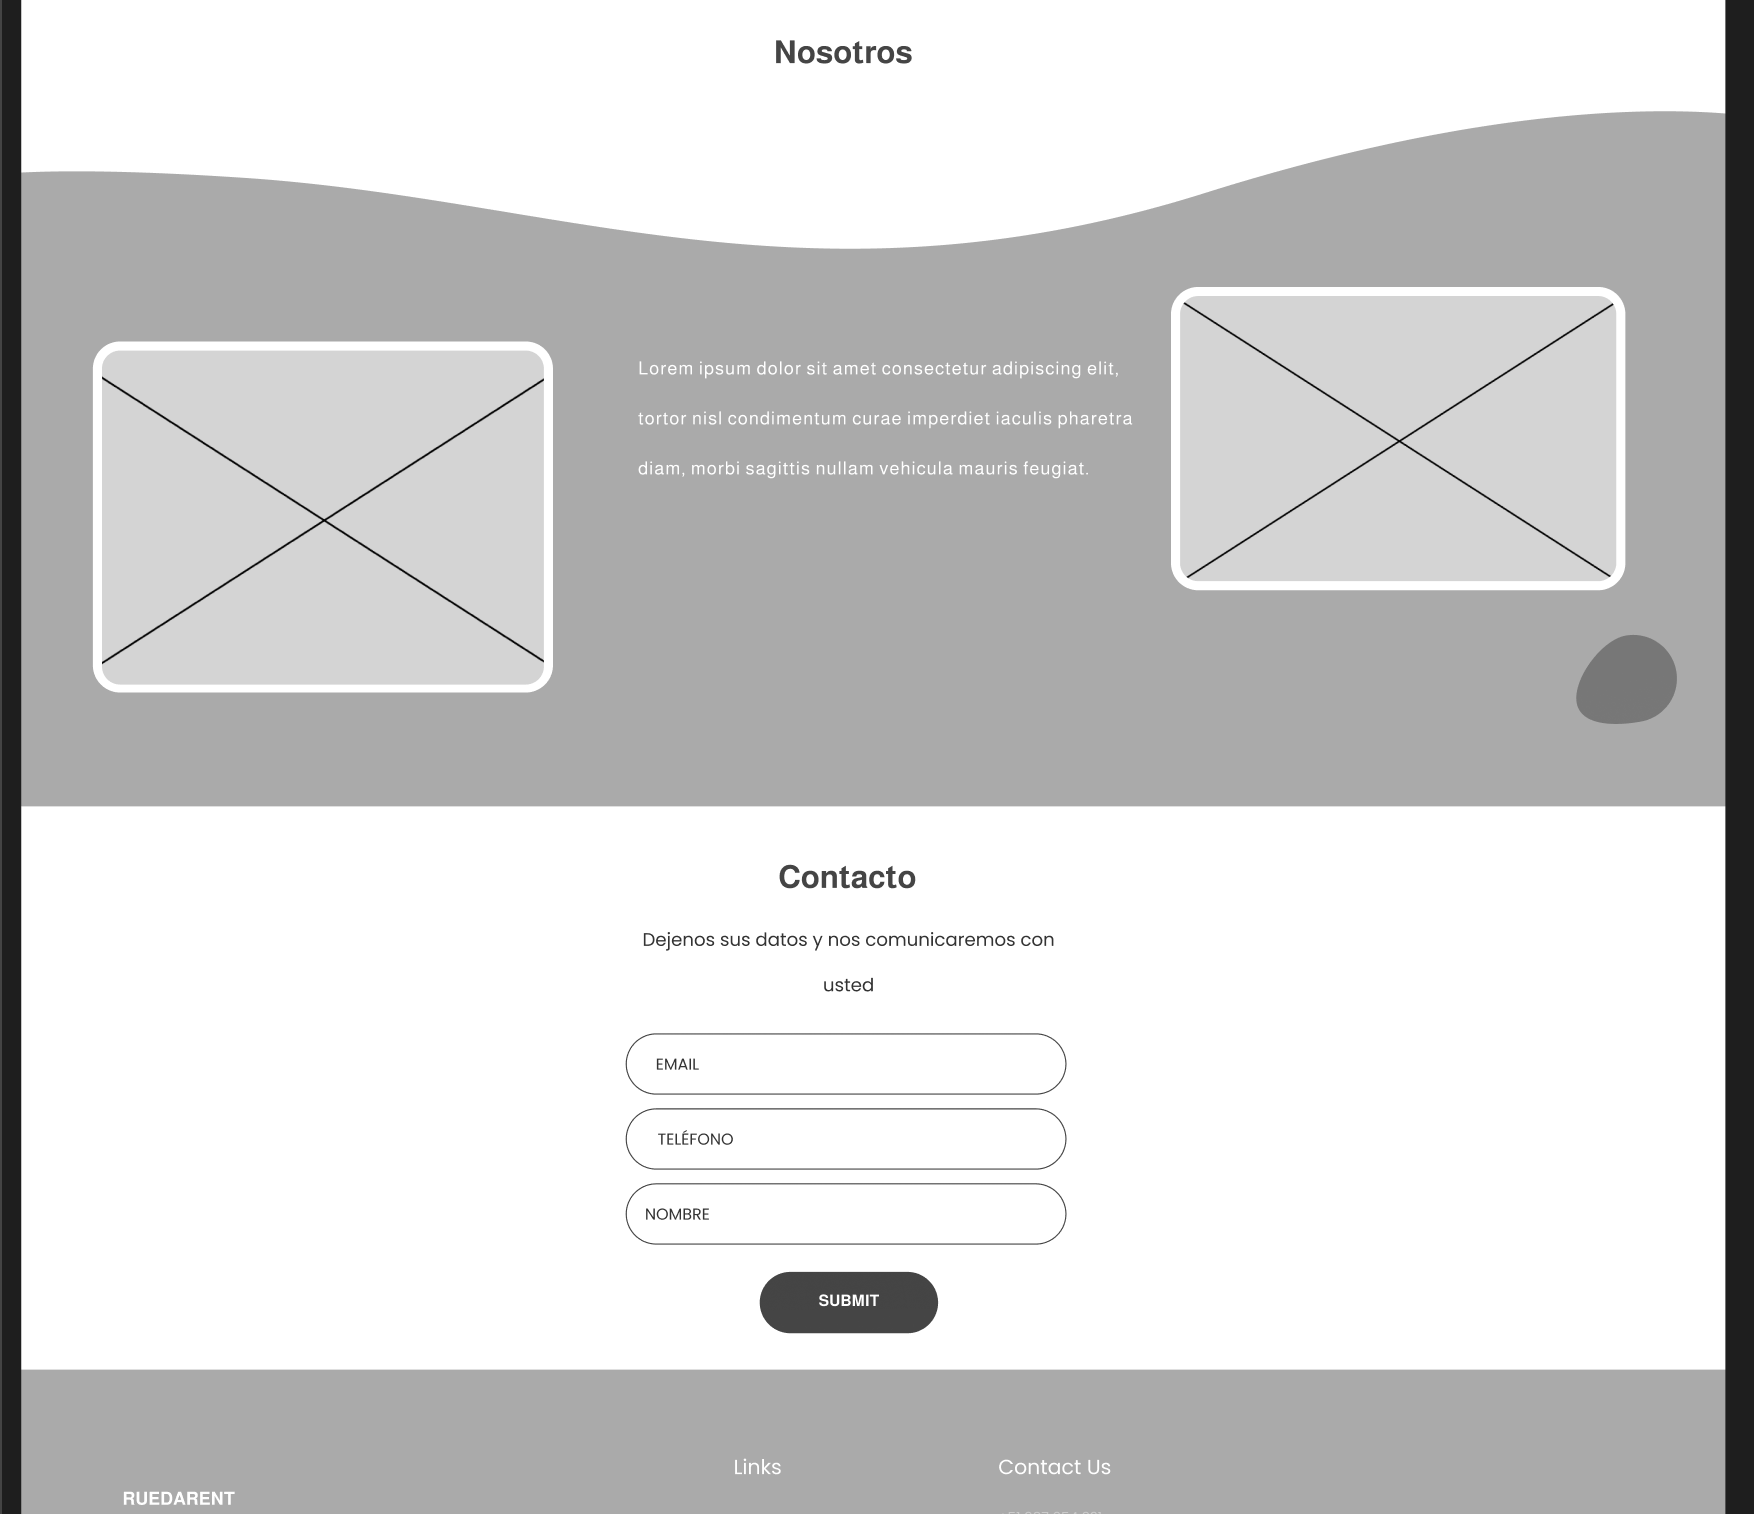 Nosotros
Lorem ipsum dolor sit amet consectetur adipiscing elit,
tortor nisl condimentum curae imperdiet iaculis pharetra
diam, morbi sagittis nullam vehicula mauris feugiat.
Contacto
Dejenos sus datos y nos comunicaremos con
usted
EMAIL
TELÉFONO
NOMBRE
SUBMIT
Links
Contact Us
RUEDARENT